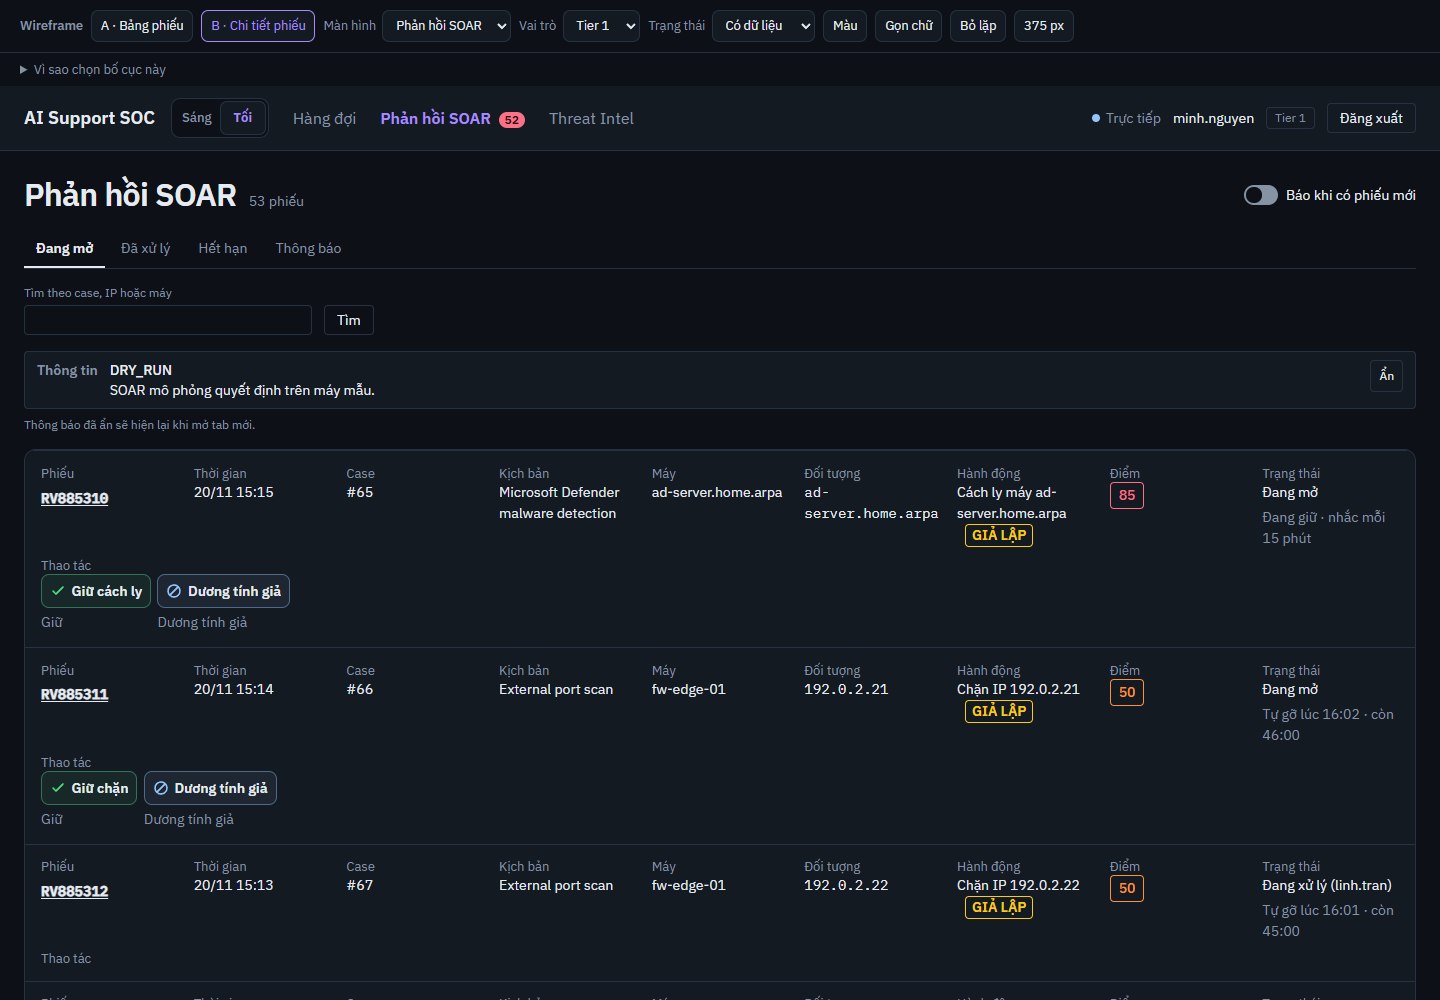 Wireframe A · Bảng phiếu B · Chi tiết phiếu Màn hình Phản hồi SOAR Vai trò Tier 1 Trạng thái Có dữ liệu Màu Gọn chữ Bỏ lặp 375 px
Vì sao chọn bố cục này
AI Support SOC Sáng Tối Hàng đợi Phản hồi SOAR 52 Threat Intel Trực tiếp minh.nguyen Tier 1 Đăng xuất
Phản hồi SOAR 53 phiếu Báo khi có phiếu mới
Đang mở Đã xử lý Hết hạn Thông báo
Tìm theo case, IP hoặc máy
Tìm
Thông tin DRY_RUN Ẩn
SOAR mô phỏng quyết định trên máy mẫu.
Thông báo đã ẩn sẽ hiện lại khi mở tab mới.
Phiếu Thời gian Case Kịch bản Máy Đối tượng Hành động Điểm Trạng thái
RV885310 20/11 15:15 #65 Microsoft Defender ad-server.home.arpa ad- Cách ly máy ad- 85 Đang mở
malware detection server.home.arpa server.home.arpa Đang giữ · nhắc mỗi
GIẢ LẬP 15 phút
Thao tác
Giữ cách ly Dương tính giả
Giữ Dương tính giả
Phiếu Thời gian Case Kịch bản Máy Đối tượng Hành động Điểm Trạng thái
RV885311 20/11 15:14 #66 External port scan fw-edge-01 192.0.2.21 Chặn IP 192.0.2.21 50 Đang mở
GIẢ LẬP Tự gỡ lúc 16:02 · còn
46:00
Thao tác
Giữ chặn Dương tính giả
Giữ Dương tính giả
Phiếu Thời gian Case Kịch bản Máy Đối tượng Hành động Điểm Trạng thái
RV885312 20/11 15:13 #67 External port scan fw-edge-01 192.0.2.22 Chặn IP 192.0.2.22 50 Đang xử lý (linh.tran)
GIẢ LẬP Tự gỡ lúc 16:01 · còn
45:00
Thao tác